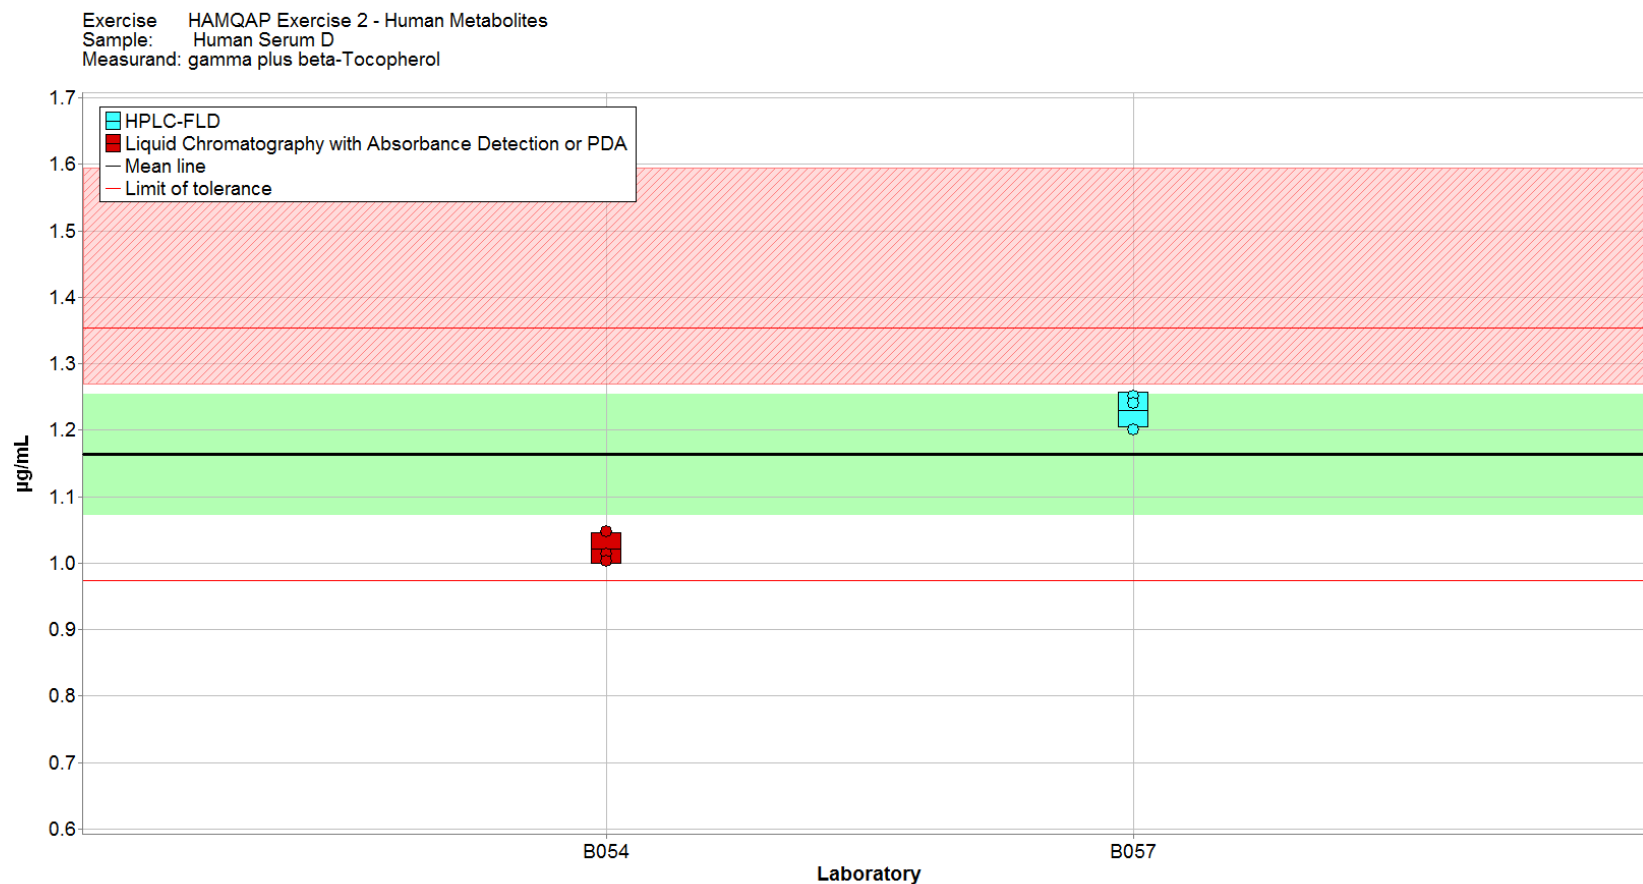 Exercise HAMQAP Exercise 2 - Human Metabolites
Sample: Human Serum D
Measurand: gamma plus beta-Tocopherol
1.7
HPLC-FLD
Liquid Chromatography with Absorbance Detection or PDA
Mean line
Limit of tolerance
1.6
1.5
1.4
1.3
1.2
1.1
1.0
0.9
0.8
0.7
0.6
µg/mL
B054 B057
Laboratory